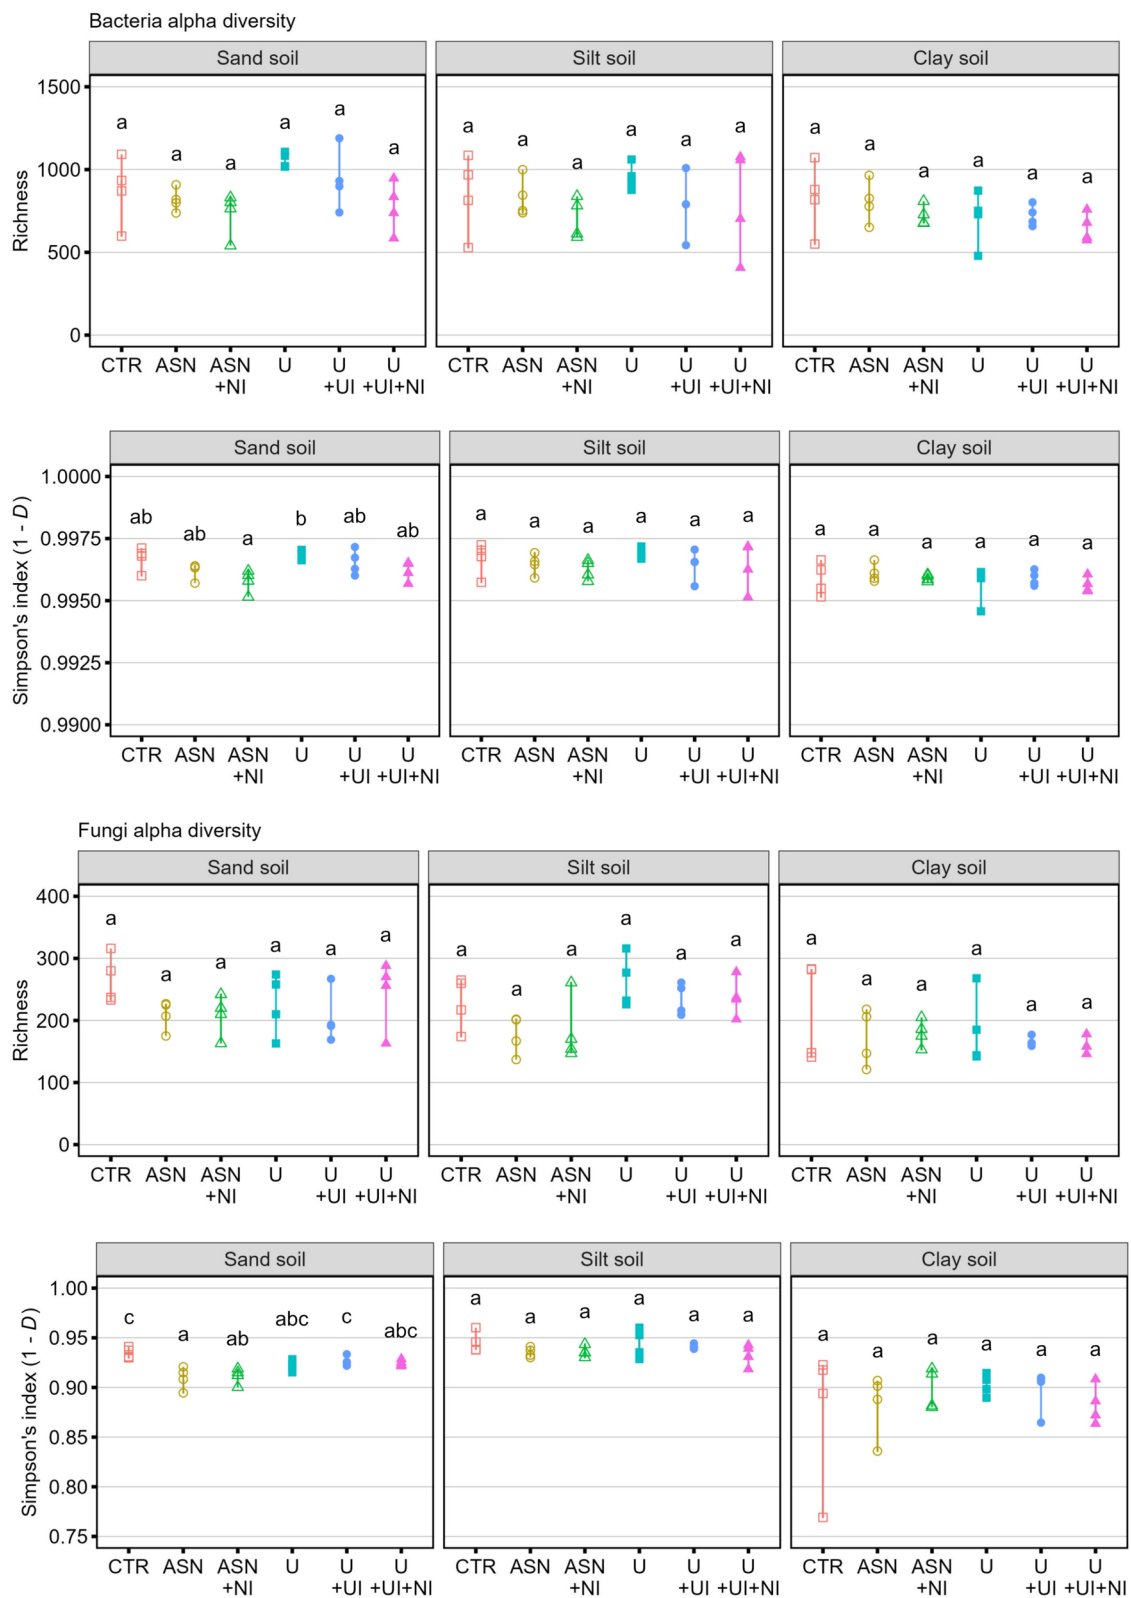 Bacteria alpha diversity
Sand soil Silt soil Clay soil
Richness
1500
1000
500
0
a a a a a a
a a a a a a
a a a a a a
CTR ASN ASN +NI U U +UI U +UI+NI
CTR ASN ASN +NI U U +UI U +UI+NI
CTR ASN ASN +NI U U +UI U +UI+NI
Sand soil Silt soil Clay soil
Simpson's index (1 - D)
1.0000
0.9975
0.9950
0.9925
0.9900
ab ab a b ab ab
a a a a a a
a a a a a a
CTR ASN ASN +NI U U +UI U +UI+NI
CTR ASN ASN +NI U U +UI U +UI+NI
CTR ASN ASN +NI U U +UI U +UI+NI
Fungi alpha diversity
Sand soil Silt soil Clay soil
Richness
400
300
200
100
0
a a a a a a
a a a a a a
a a a a a a
CTR ASN ASN +NI U U +UI U +UI+NI
CTR ASN ASN +NI U U +UI U +UI+NI
CTR ASN ASN +NI U U +UI U +UI+NI
Sand soil Silt soil Clay soil
Simpson's index (1 - D)
1.00
0.95
0.90
0.85
0.80
0.75
c a ab abc c abc
a a a a a a
a a a a a a
CTR ASN ASN +NI U U +UI U +UI+NI
CTR ASN ASN +NI U U +UI U +UI+NI
CTR ASN ASN +NI U U +UI U +UI+NI